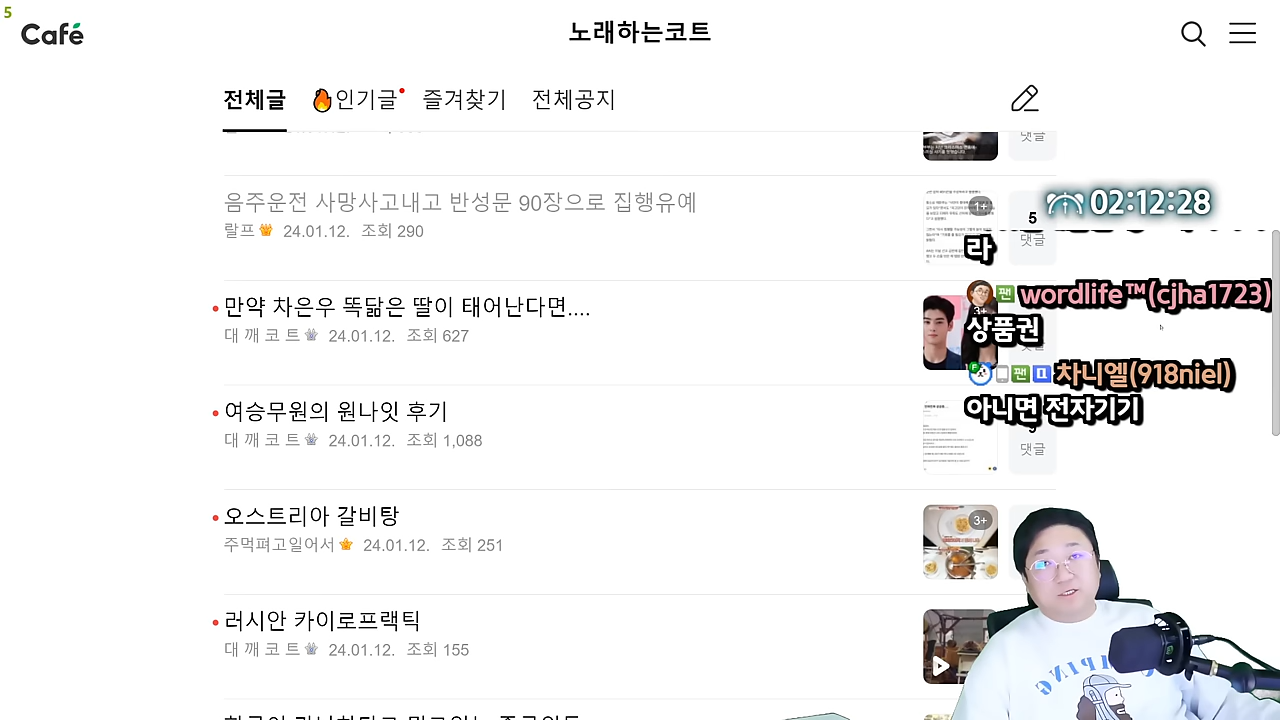 5
Café
노래하는코트
전체글 인기글 즐겨찾기 전체공지
댓글
음주운전 사망사고내고 반성문 90장으로 집행유예
랄프 24.01.12. 조회 290
1+
5
댓글
02:12:28
라
만약 차은우 똑닮은 딸이 태어난다면....
대 깨 코 트 24.01.12. 조회 627
3+
팬 wordlife™(cjha1723)
상품권
여승무원의 원나잇 후기
대 깨 코 트 24.01.12. 조회 1,088
댓글
팬 차니엘(918niel)
아니면 전자기기
오스트리아 갈비탕
주먹펴고일어서 24.01.12. 조회 251
3+
러시안 카이로프랙틱
대 깨 코 트 24.01.12. 조회 155